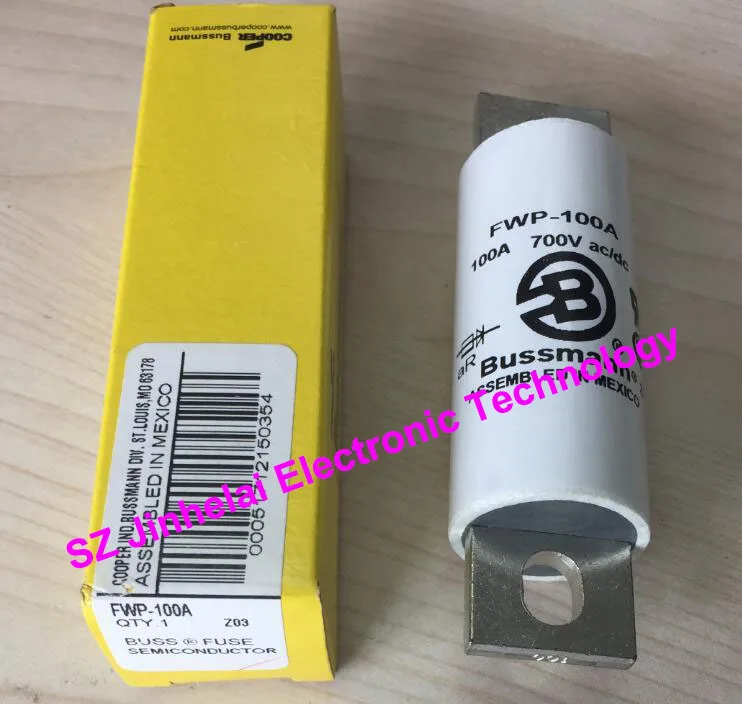 COOPER Bussmann
www.cooperbussmann.com
COOPER IND. BUSSMANN DIV. ST. LOUIS, MO 63178
ASSEMBLED IN MEXICO
12150354
FWP-100A
QTY.1 Z03
BUSS ® FUSE
SEMICONDUCTOR
FWP-100A
100A 700V ac/dc
B
aR
Bussmann®
ASSEMBLED IN MEXICO
SZ Jinhelai Electronic Technology